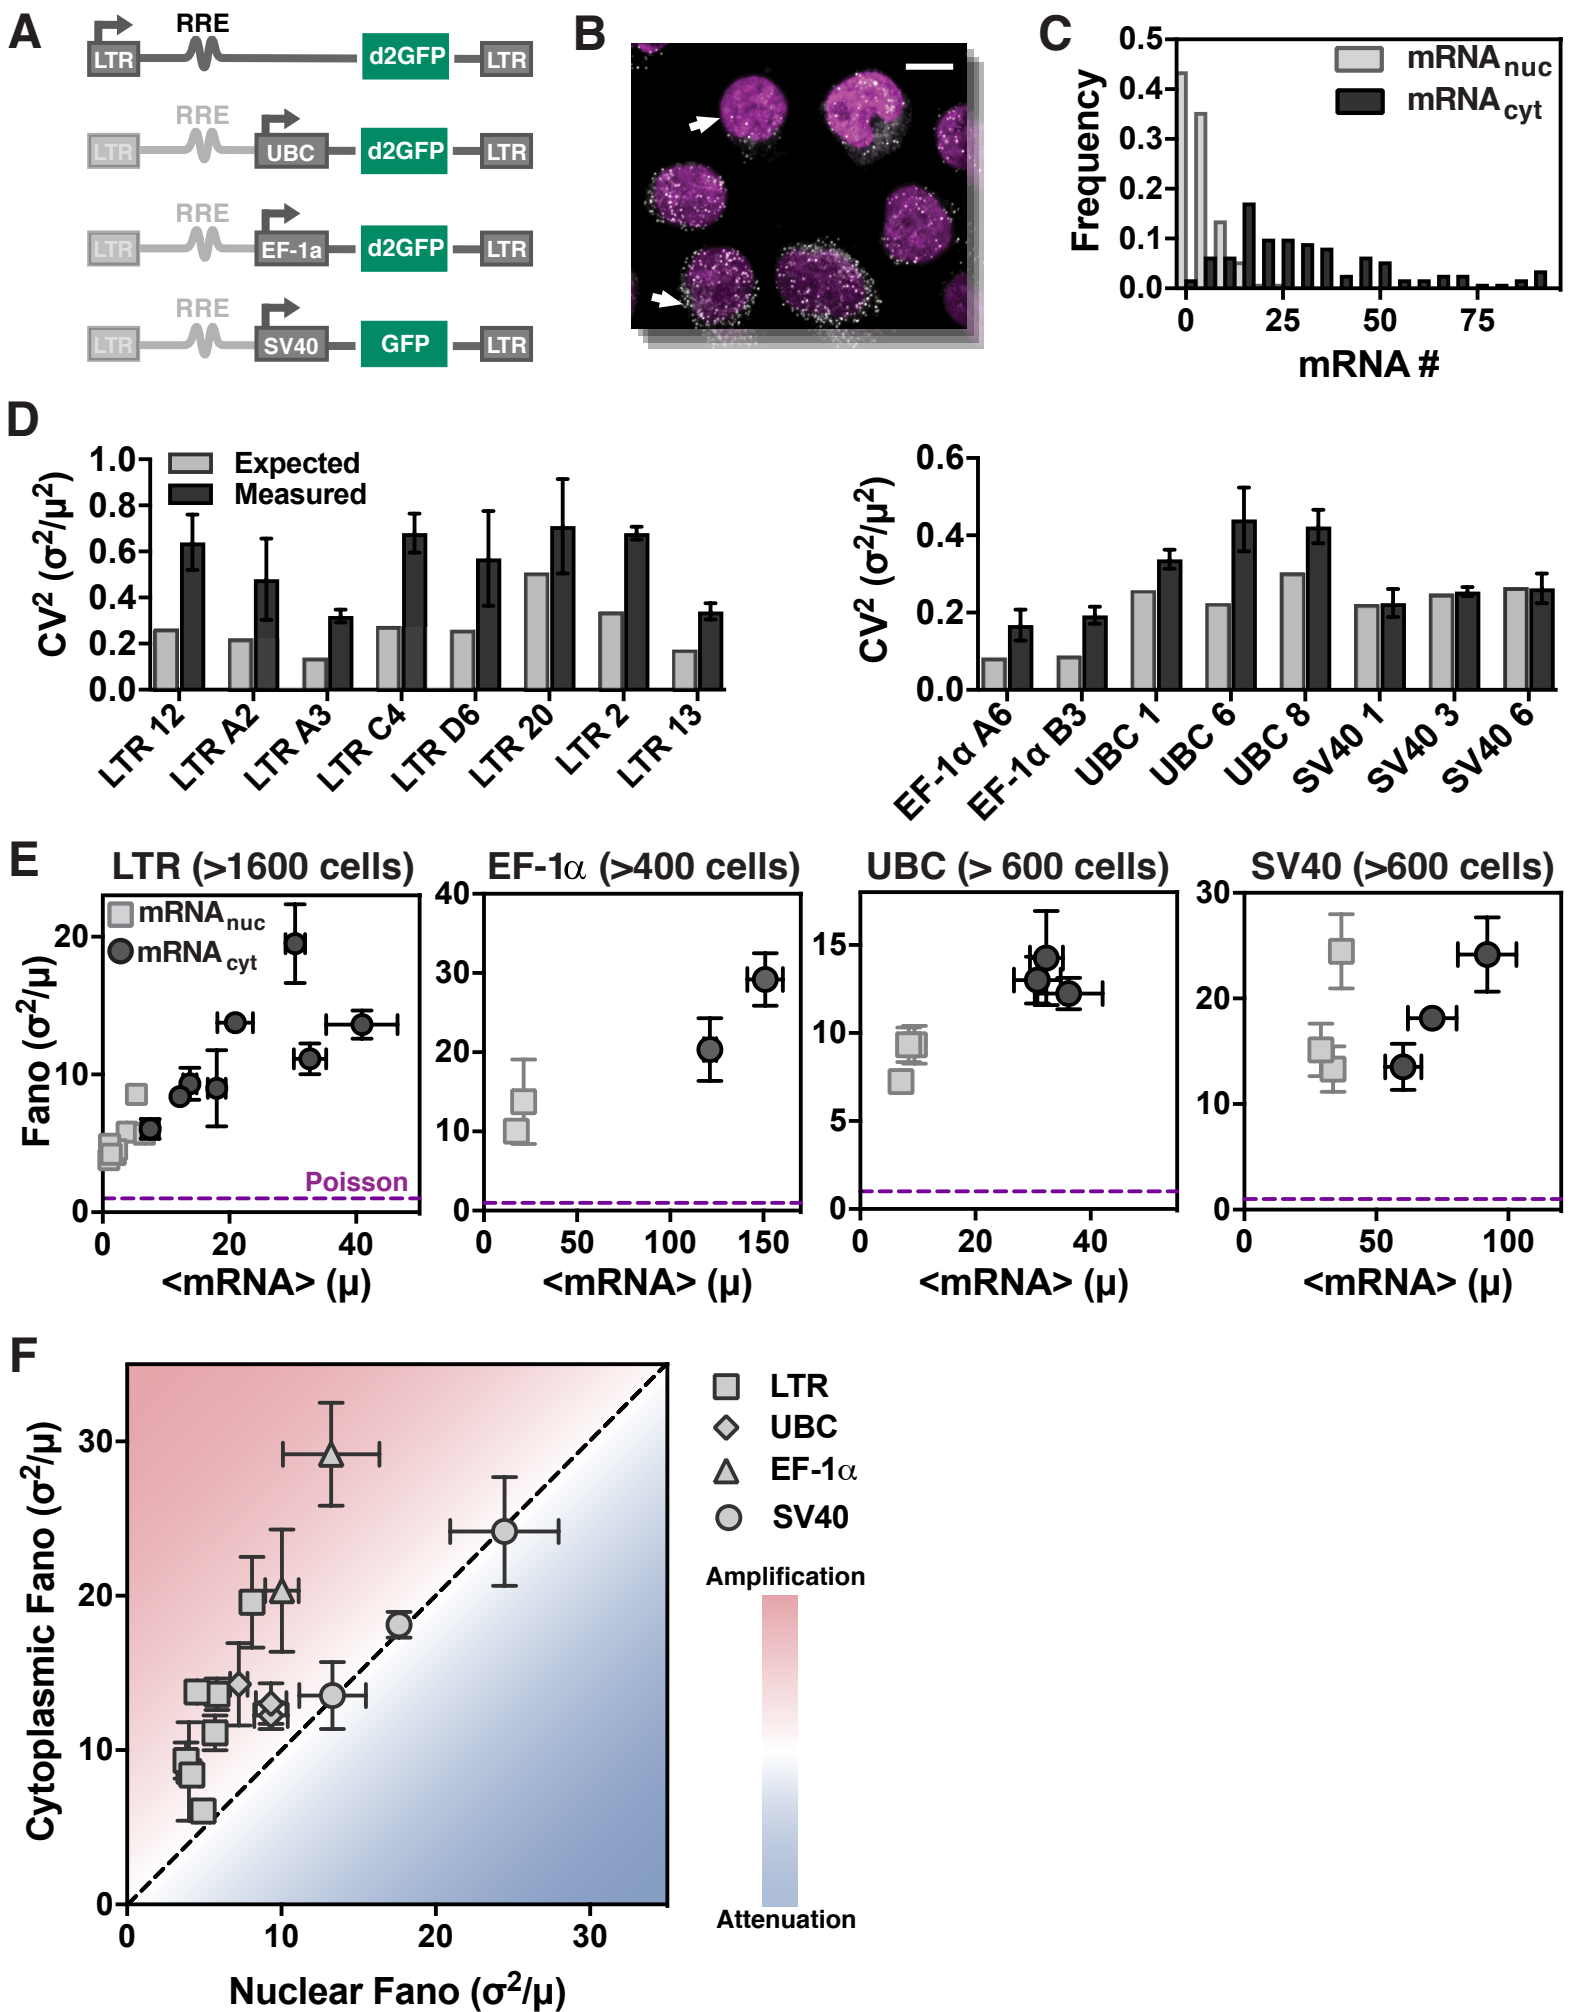 A
LTR
RRE
d2GFP
LTR
LTR
RRE
UBC
d2GFP
LTR
LTR
RRE
EF-1a
d2GFP
LTR
LTR
RRE
SV40
GFP
LTR
B
C
0.5
0.4
0.3
0.2
0.1
0.0
Frequency
mRNAnuc
mRNAcyt
0 25 50 75
mRNA #
D
CV² (σ²/µ²)
1.0
0.8
0.6
0.4
0.2
0.0
Expected
Measured
LTR 12
LTR A2
LTR A3
LTR C4
LTR D6
LTR 20
LTR 2
LTR 13
CV² (σ²/µ²)
0.6
0.4
0.2
0.0
EF-1α A6
EF-1α B3
UBC 1
UBC 6
UBC 8
SV40 1
SV40 3
SV40 6
E
LTR (>1600 cells)
Fano (σ²/µ)
20
10
0
mRNAnuc
mRNAcyt
Poisson
0 20 40
<mRNA> (µ)
EF-1α (>400 cells)
40
30
20
10
0
0 50 100 150
<mRNA> (µ)
UBC (> 600 cells)
15
10
5
0
0 20 40
<mRNA> (µ)
SV40 (>600 cells)
30
20
10
0
0 50 100
<mRNA> (µ)
F
Cytoplasmic Fano (σ²/µ)
30
20
10
0
0 10 20 30
Nuclear Fano (σ²/µ)
LTR
UBC
EF-1α
SV40
Amplification
Attenuation